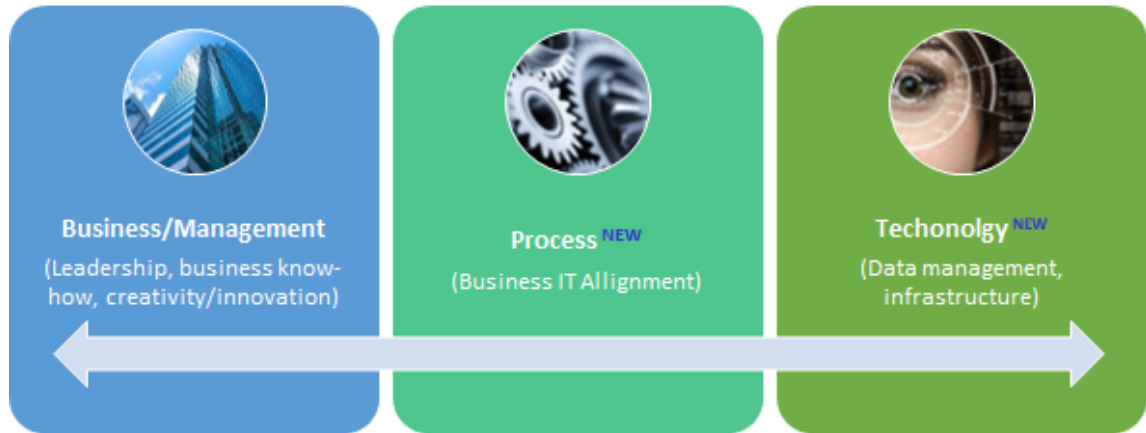 Business/Management
(Leadership, business know-
how, creativity/innovation)
Process NEW
(Business IT Allignment)
Techonolgy NEW
(Data management,
infrastructure)